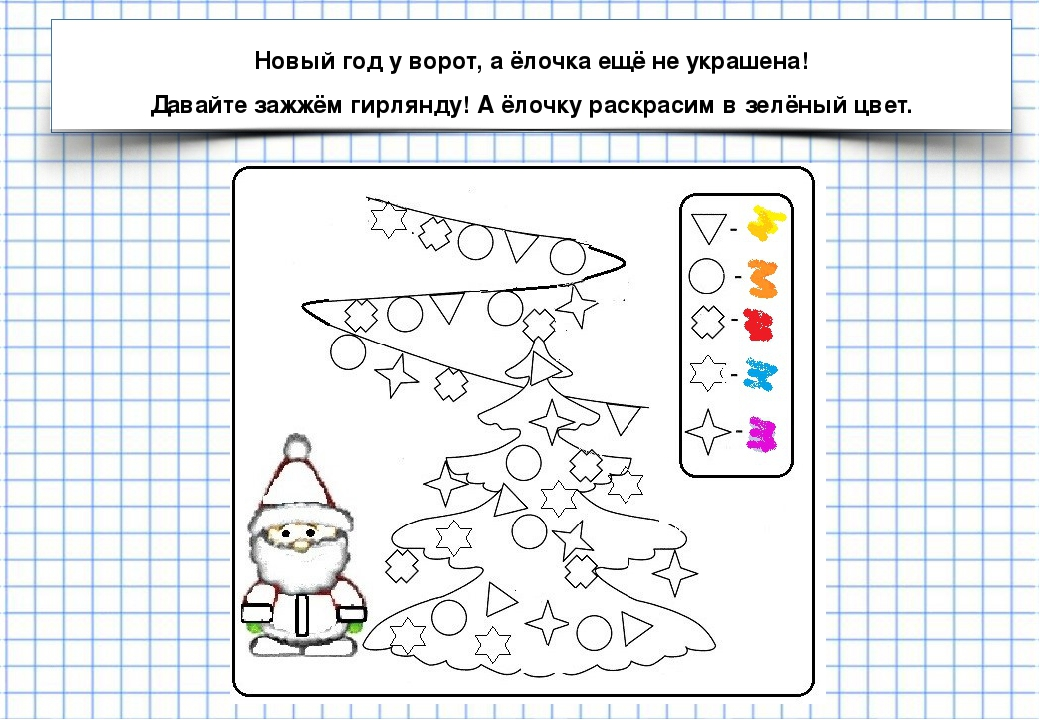 Новый год у ворот, а ёлочка ещё не украшена!
Давайте зажжём гирлянду! А ёлочку раскрасим в зелёный цвет.